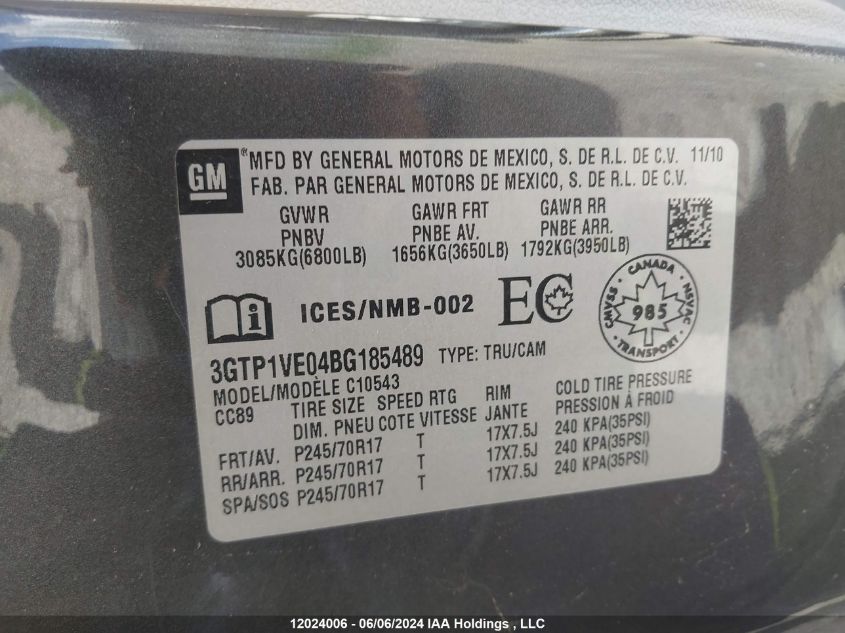 GM ® MFD BY GENERAL MOTORS DE MEXICO, S. DE R.L. DE C.V. 11/10
FAB. PAR GENERAL MOTORS DE MEXICO, S. DE R.L. DE C.V.
GVWR GAWR FRT GAWR RR
PNBV PNBE AV. PNBE ARR.
3085KG(6800LB) 1656KG(3650LB) 1792KG(3950LB)
i ICES/NMB-002 EC CANADA CMVSS 985 NSVAC TRANSPORT
3GTP1VE04BG185489 TYPE: TRU/CAM
MODEL/MODÈLE C10543
CC89 TIRE SIZE SPEED RTG RIM COLD TIRE PRESSURE
DIM. PNEU COTE VITESSE JANTE PRESSION À FROID
FRT/AV. P245/70R17 T 17X7.5J 240 KPA(35PSI)
RR/ARR. P245/70R17 T 17X7.5J 240 KPA(35PSI)
SPA/SOS P245/70R17 T 17X7.5J 240 KPA(35PSI)
12024006 - 06/06/2024 IAA Holdings , LLC